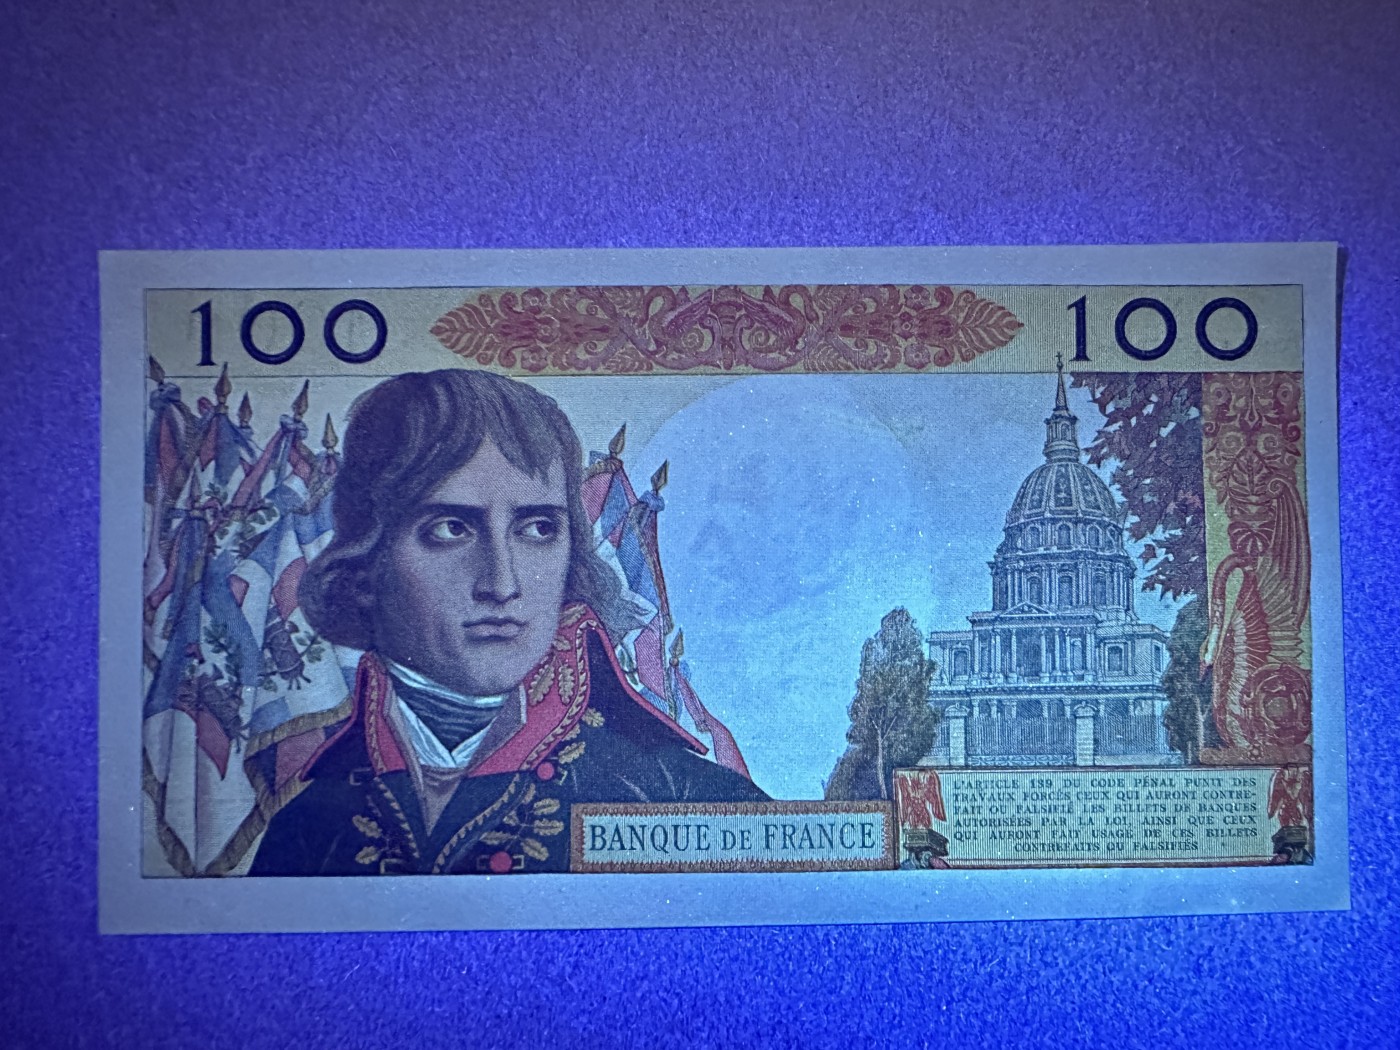 100 100
BANQUE DE FRANCE
L'ARTICLE 139 DU CODE PÉNAL PUNIT DES
TRAVAUX FORCÉS CEUX QUI AURONT CONTRE-
FAIT OU FALSIFIÉ LES BILLETS DE BANQUES
AUTORISÉES PAR LA LOI, AINSI QUE CEUX
QUI AURONT FAIT USAGE DE CES BILLETS
CONTREFAITS OU FALSIFIÉS